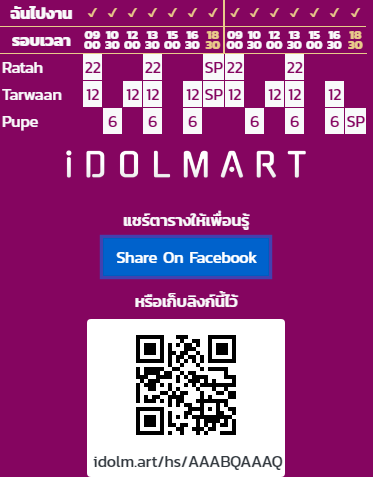 ฉันไปงาน ✓ ✓ ✓ ✓ ✓ ✓ ✓ ✓ ✓ ✓ ✓ ✓ ✓ ✓
รอบเวลา 09 10 12 13 15 16 18 09 10 12 13 15 16 18
00 30 00 30 00 30 30 00 30 00 30 00 30 30
Ratah 22 22 SP 22 22
Tarwaan 12 12 12 12 SP 12 12 12 12
Pupe 6 6 6 6 6 6 SP
iDOLMART
แชร์ตารางให้เพื่อนรู้
Share On Facebook
หรือเก็บลิงก์นี้ไว้
idolm.art/hs/AAABQAAAQ